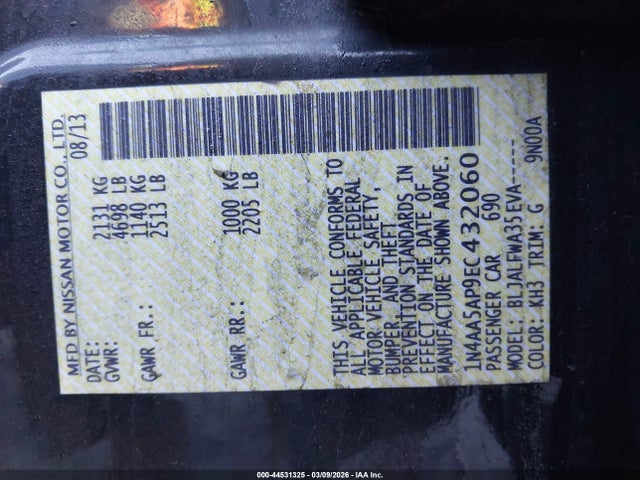 MFD BY NISSAN MOTOR CO., LTD.
DATE: 08/13
GVWR: 2131 KG
4698 LB
GAWR FR.: 1140 KG
2513 LB
GAWR RR.: 1000 KG
2205 LB
THIS VEHICLE CONFORMS TO
ALL APPLICABLE FEDERAL
MOTOR VEHICLE SAFETY,
BUMPER, AND THEFT
PREVENTION STANDARDS IN
EFFECT ON THE DATE OF
MANUFACTURE SHOWN ABOVE.
1N4AA5AP9EC432060
PASSENGER CAR 690
MODEL: BLJALFWA35EVA-----
COLOR: KH3 TRIM: G 9N00A
000-44531325 | 03/09/2026 | IAA Inc.